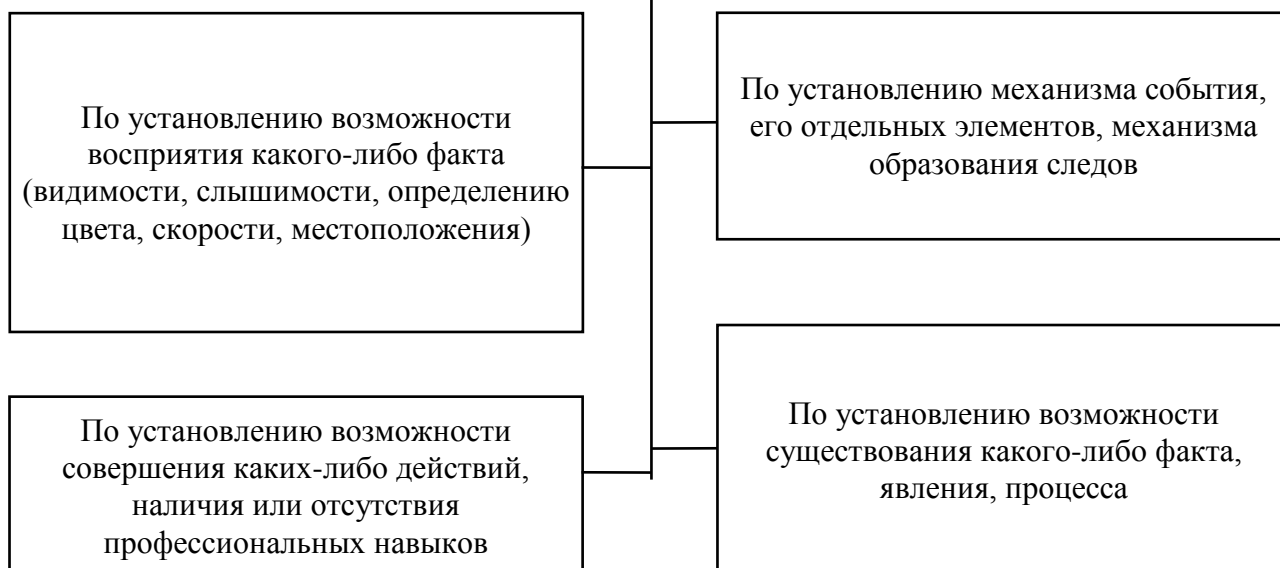 По установлению возможности
восприятия какого-либо факта
(видимости, слышимости, определению
цвета, скорости, местоположения)
По установлению механизма события,
его отдельных элементов, механизма
образования следов
По установлению возможности
совершения каких-либо действий,
наличия или отсутствия
профессиональных навыков
По установлению возможности
существования какого-либо факта,
явления, процесса